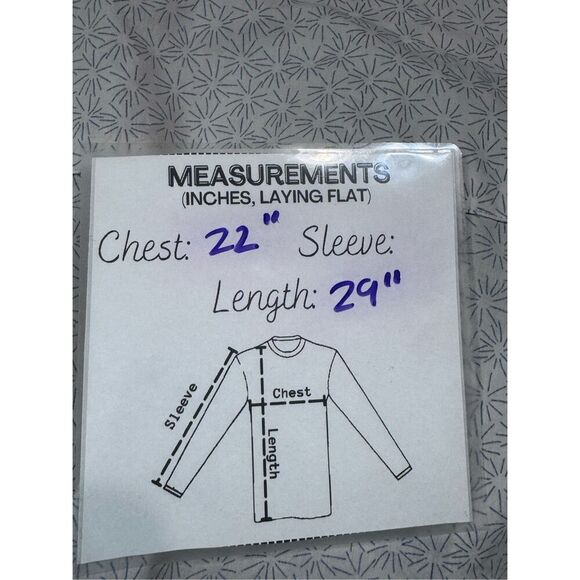 MEASUREMENTS
(INCHES, LAYING FLAT)
Chest: 22" Sleeve:
Length: 29"
Sleeve
Chest
Length